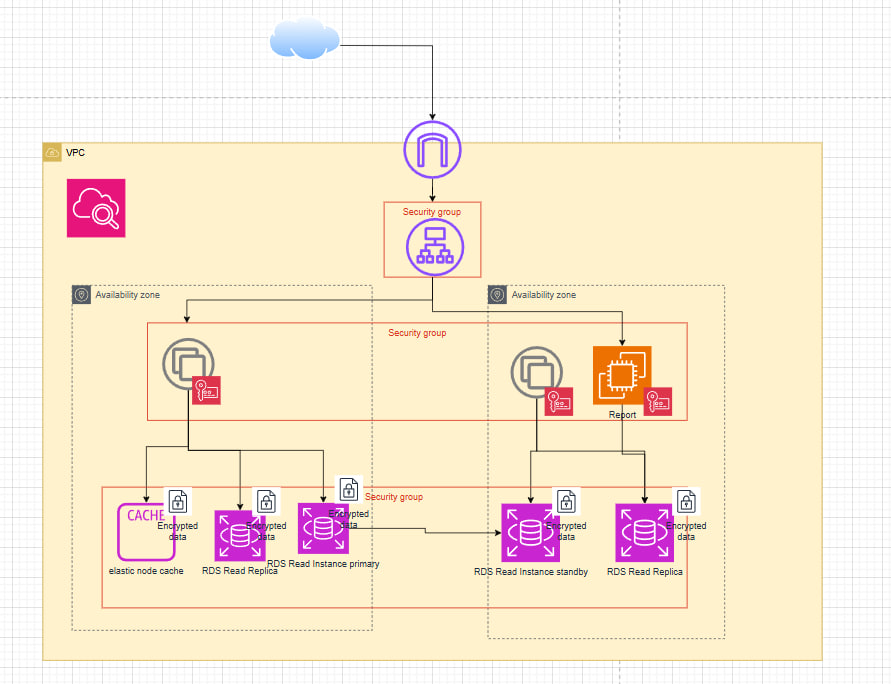 VPC
Security group
Availability zone
Availability zone
Security group
Report
Security group
CACHE
Encrypted
data
Encrypted
data
Encrypted
data
Encrypted
data
Encrypted
data
elastic node cache
RDS Read Replica
RDS Read Instance primary
RDS Read Instance standby
RDS Read Replica